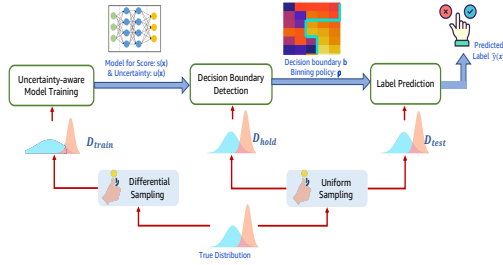 Uncertainty-aware
Model Training
Model for Score: s(x)
& Uncertainty: u(x)
Decision Boundary
Detection
Decision boundary b
Binning policy: ρ
Label Prediction
Predicted
Label ŷ(x
D_train
D_hold
D_test
Differential
Sampling
Uniform
Sampling
True Distribution